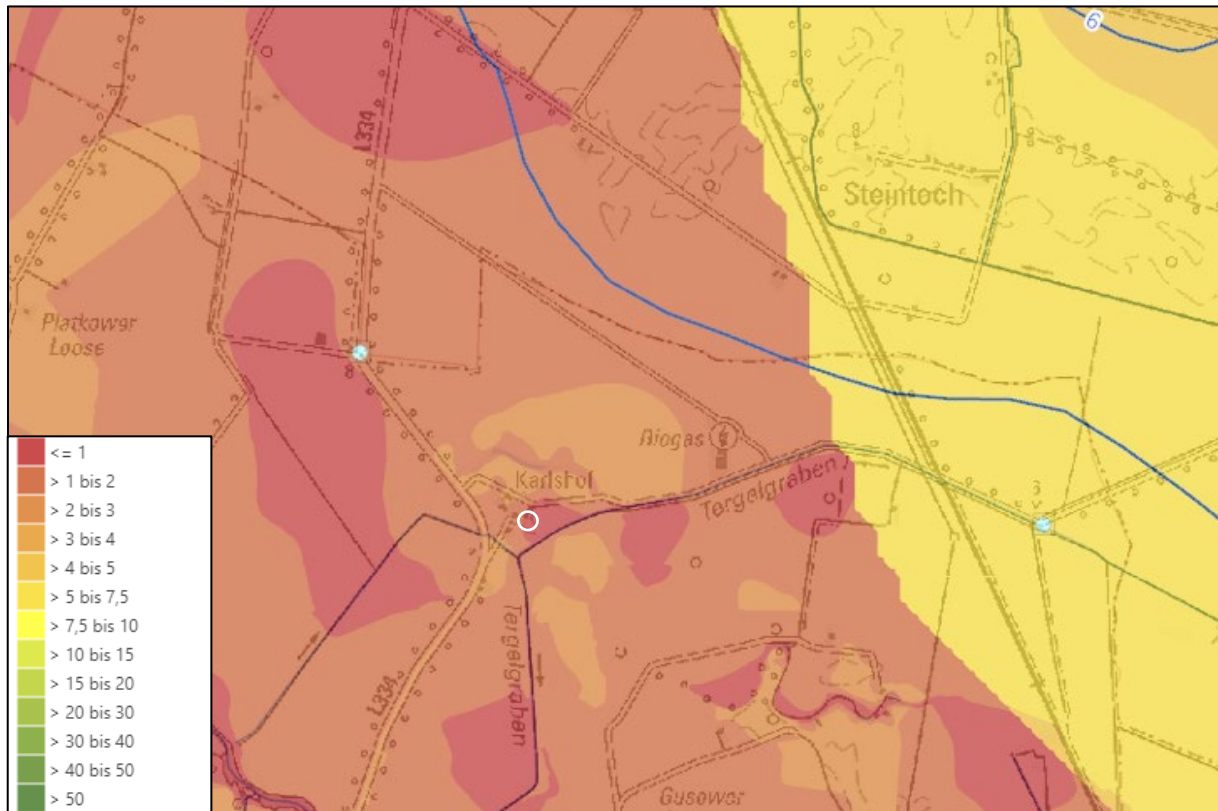 6
L334
8
Steintoch
Platkower
Loose
Biogas
Karlshof
Tergelgraben
6
L334
Tergelgraben
Gusower
<= 1
> 1 bis 2
> 2 bis 3
> 3 bis 4
> 4 bis 5
> 5 bis 7,5
> 7,5 bis 10
> 10 bis 15
> 15 bis 20
> 20 bis 30
> 30 bis 40
> 40 bis 50
> 50